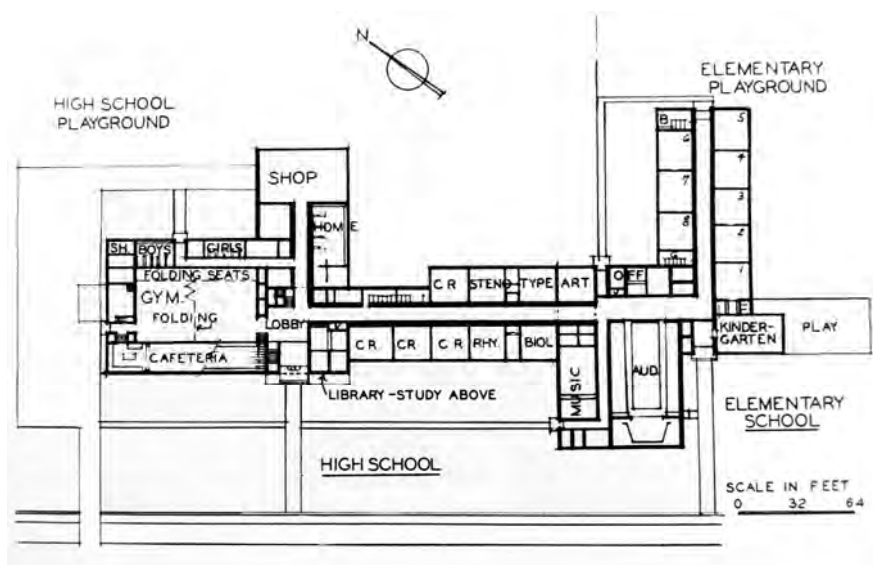 N
HIGH SCHOOL
PLAYGROUND
ELEMENTARY
PLAYGROUND
SHOP
HOME
SH.
BOYS
GIRLS
FOLDING SEATS
GYM.
FOLDING
CAFETERIA
LOBBY
C R
STENO
TYPE
ART
OFF
B
6
7
8
G
5
4
3
2
1
C R.
CR
C R
RHY.
BIOL
MUSIC
AUD.
KINDER-
GARTEN
PLAY
LIBRARY-STUDY ABOVE
HIGH SCHOOL
ELEMENTARY
SCHOOL
SCALE IN FEET
0 32 64